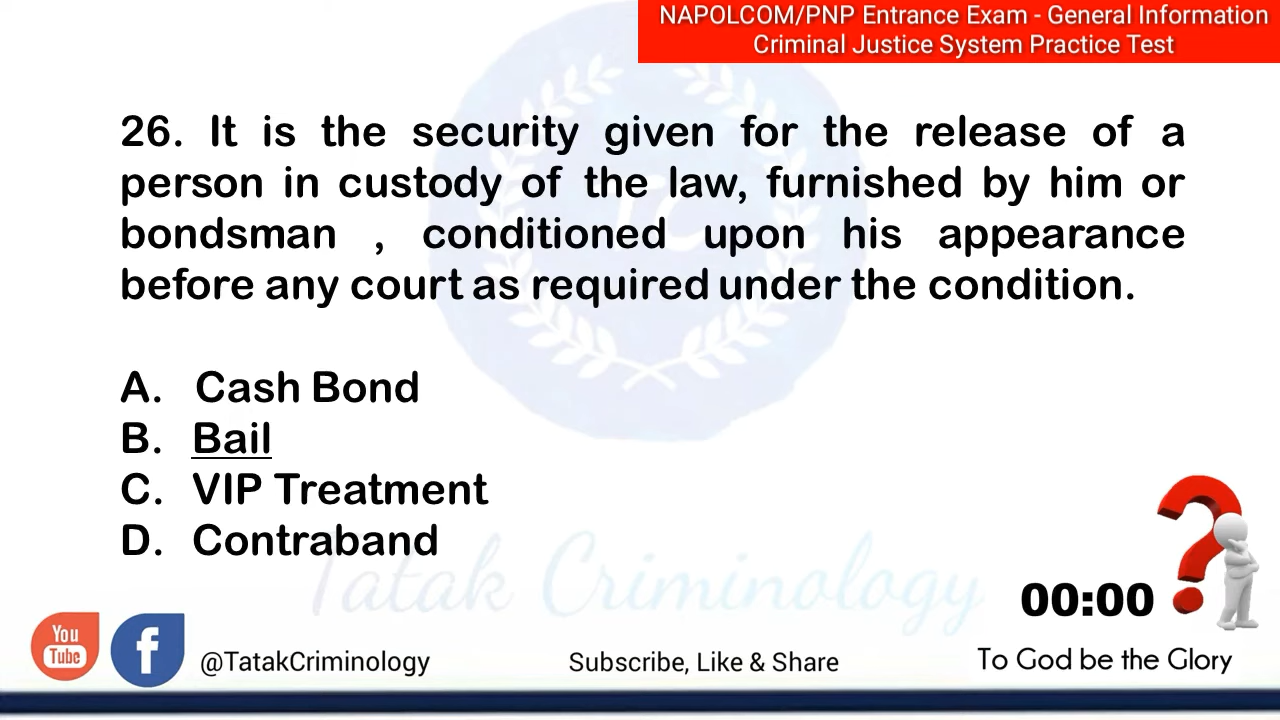 NAPOLCOM/PNP Entrance Exam - General Information
Criminal Justice System Practice Test
26. It is the security given for the release of a
person in custody of the law, furnished by him or
bondsman , conditioned upon his appearance
before any court as required under the condition.
A. Cash Bond
B. Bail
C. VIP Treatment
D. Contraband
Tatak Criminology
00:00
You
Tube
f
@TatakCriminology
Subscribe, Like & Share
To God be the Glory